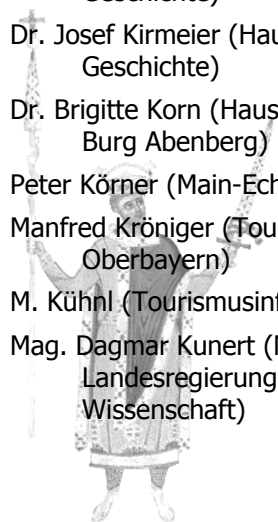 Geschichte)
Dr. Josef Kirmeier (Hau
Geschichte)
Dr. Brigitte Korn (Haus
Burg Abenberg)
Peter Körner (Main-Ech
Manfred Kröniger (Tou
Oberbayern)
M. Kühnl (Tourismusinf
Mag. Dagmar Kunert (
Landesregierung
Wissenschaft)